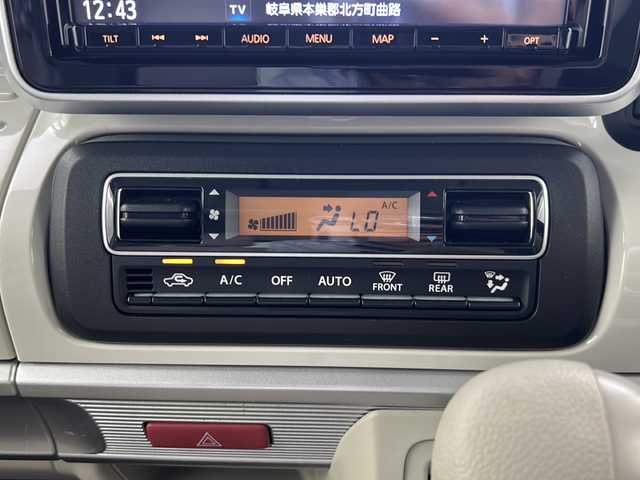 12:43 TV 岐阜県本巣郡北方町曲路
TILT AUDIO MENU MAP - + OPT
A/C
LO
A/C OFF AUTO FRONT REAR